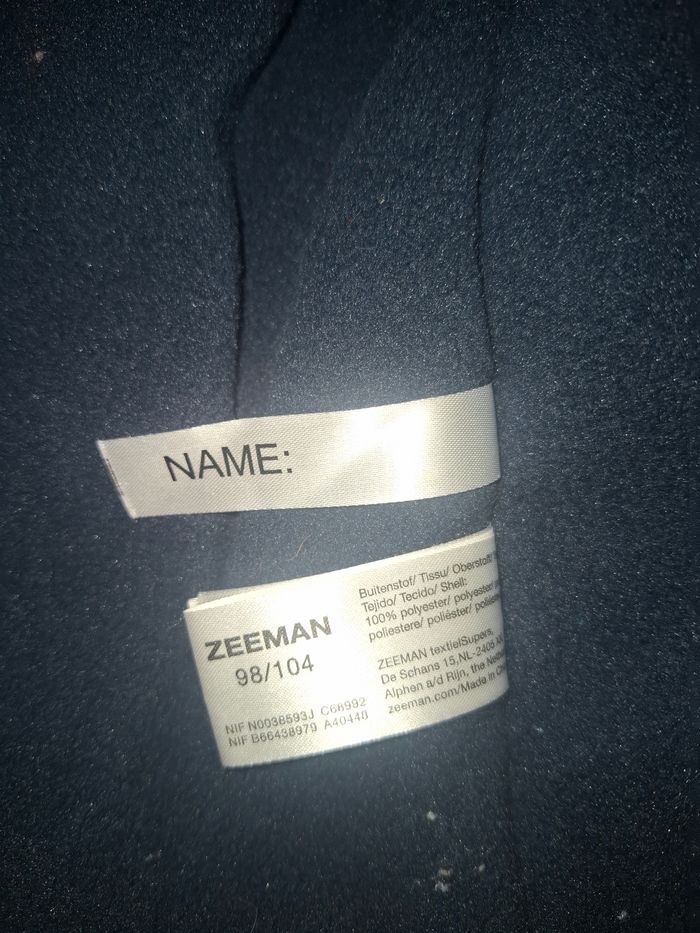 NAME:
ZEEMAN
98/104
NIF N0036593J C68992
NIF B66438979 A40448
Buitenstof/ Tissu/ Oberstoff/
Tejido/ Tecido/ Shell:
100% polyester/ polyester/
poliestere/ poliéster/
ZEEMAN textielSupers,
De Schans 15,NL-2405
Alphen a/d Rijn, the
zeeman.com/Made in